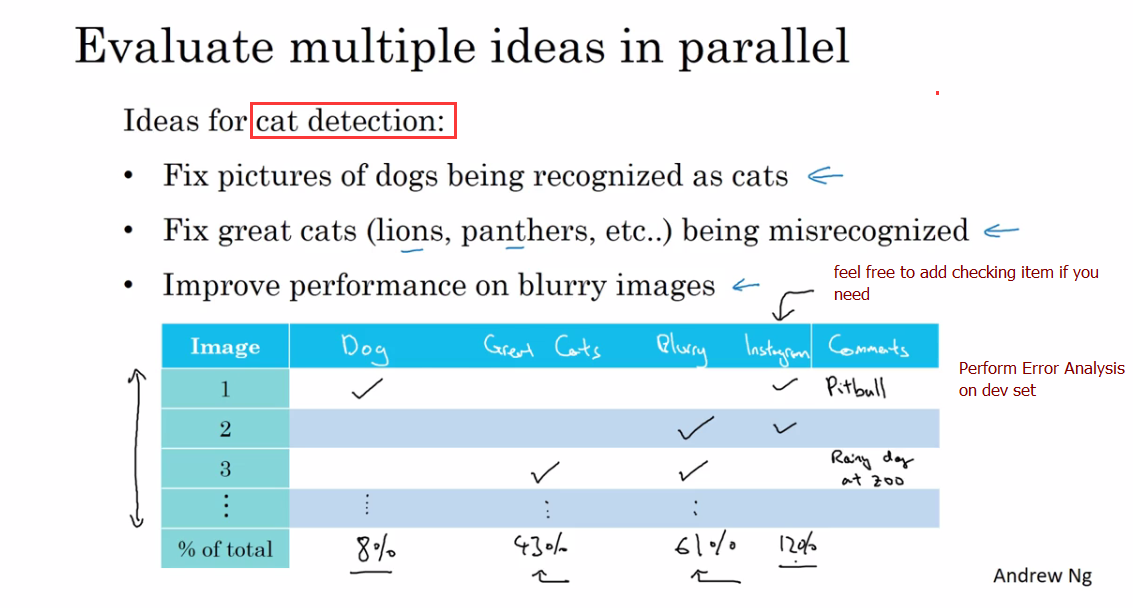 Evaluate multiple ideas in parallel
Ideas for cat detection:
• Fix pictures of dogs being recognized as cats
• Fix great cats (lions, panthers, etc..) being misrecognized
• Improve performance on blurry images
feel free to add checking item if you
need
Image Dog Great Cats Blurry Instagram Comments
1 ✓ ✓ Pitbull
2 ✓ ✓
3 ✓ ✓ Rainy day
at zoo
⋮ ⋮ ⋮ ⋮
% of total 8% 43% 61% 12%
Perform Error Analysis
on dev set
Andrew Ng